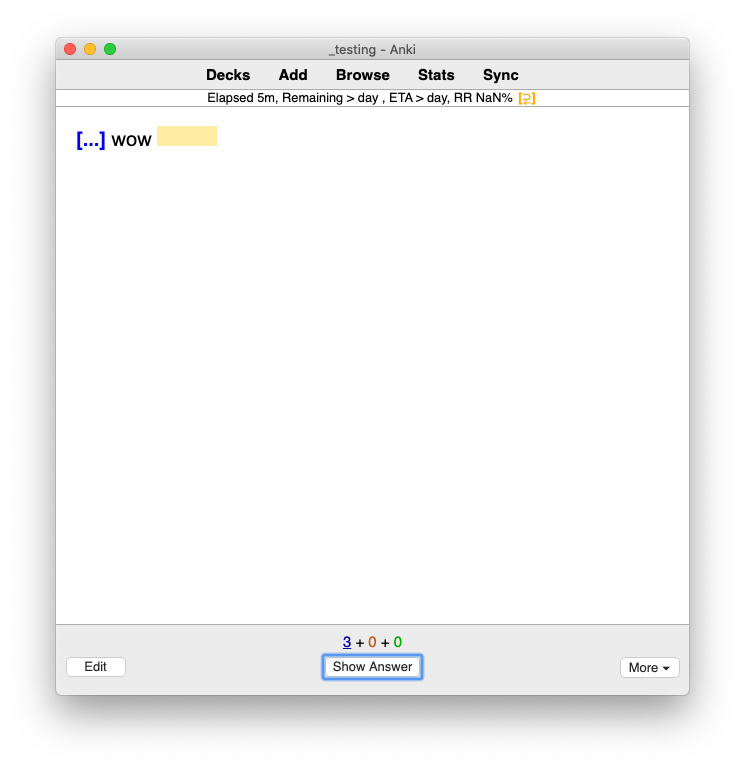 _testing - Anki
Decks Add Browse Stats Sync
Elapsed 5m, Remaining > day , ETA > day, RR NaN% [⊋]
[...] wow
3 + 0 + 0
Edit Show Answer More